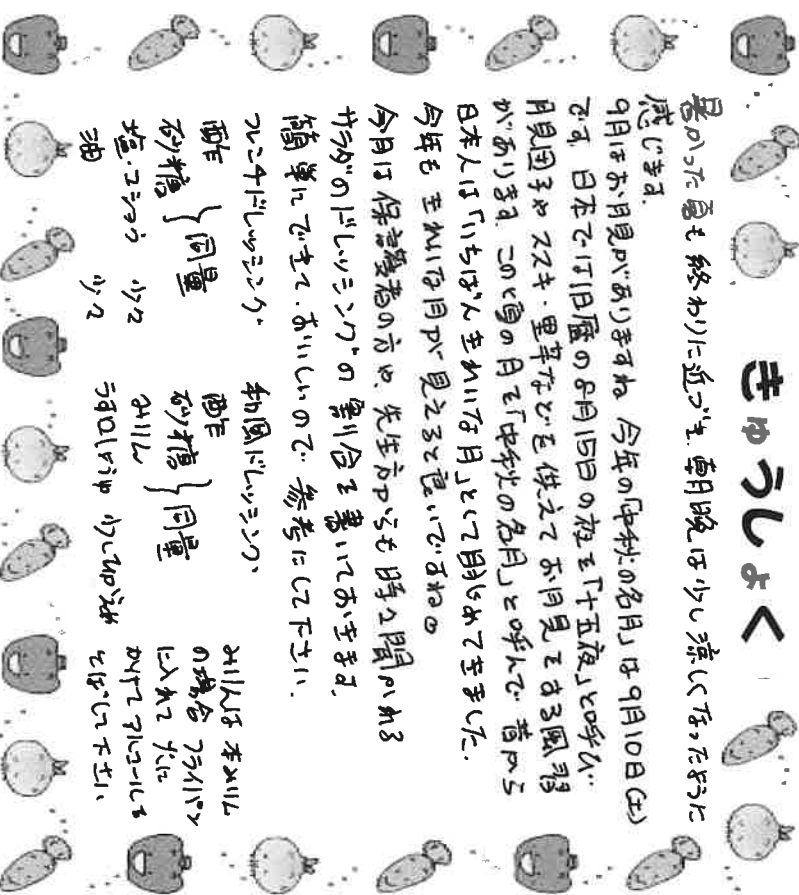 きゅうしょく
暑かった夏も終わりに近づき、朝晩は少し涼しくなったように
感じます。
9月はお月見がありますね。今年の「中秋の名月」は9月10日(土)
です。日本では旧暦の8月15日の夜を「十五夜」と呼び、
月見団子やススキ・里芋などを供えてお月見をする風習
があります。この頃の月を「中秋の名月」と呼んで昔から
日本人は「いちばんきれいな月」として眺めてきました。
今年もきれいな月が見えると良いですね。
今月は保護者の方や、先生方からも時々聞かれる
サラダのドレッシングの割合を書いておきます。
簡単にできて、おいしいので参考にして下さい。
フレンチドレッシング
酢
砂糖 } 同量
塩・コショウ 少々
油 少々
和風ドレッシング
酢
砂糖 } 同量
みりん
うす口しょうゆ 少しひかえめ
みりんは本みりん
の場合フライパン
に入れて火に
かけてアルコールを
とばして下さい